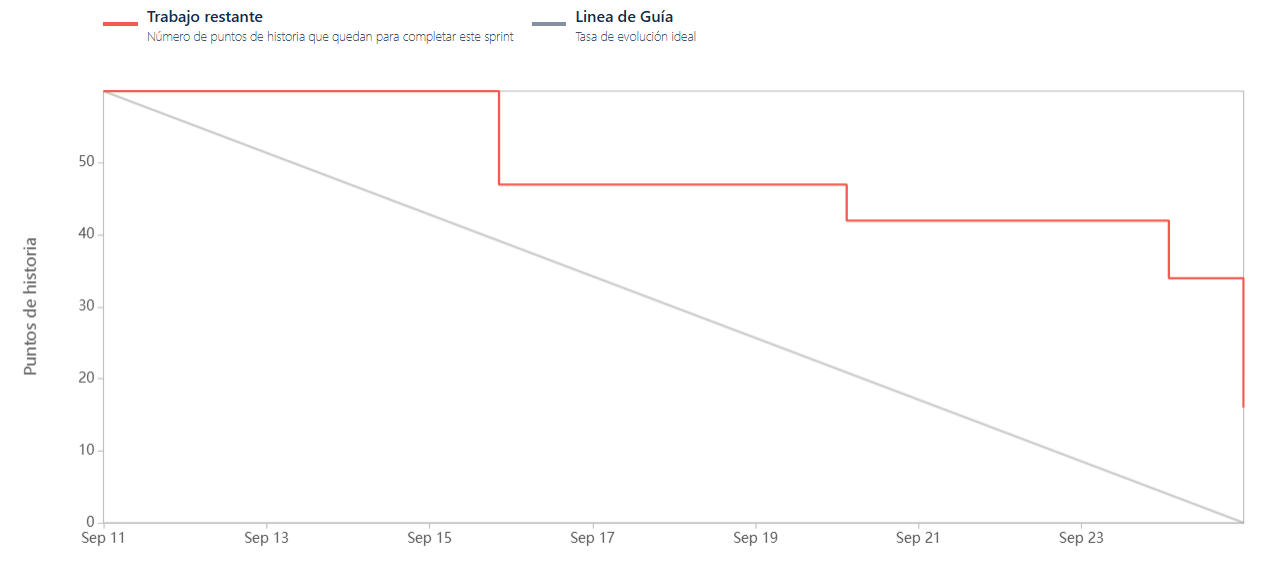 Trabajo restante
Número de puntos de historia que quedan para completar este sprint
Linea de Guía
Tasa de evolución ideal
Puntos de historia
50
40
30
20
10
0
Sep 11 Sep 13 Sep 15 Sep 17 Sep 19 Sep 21 Sep 23